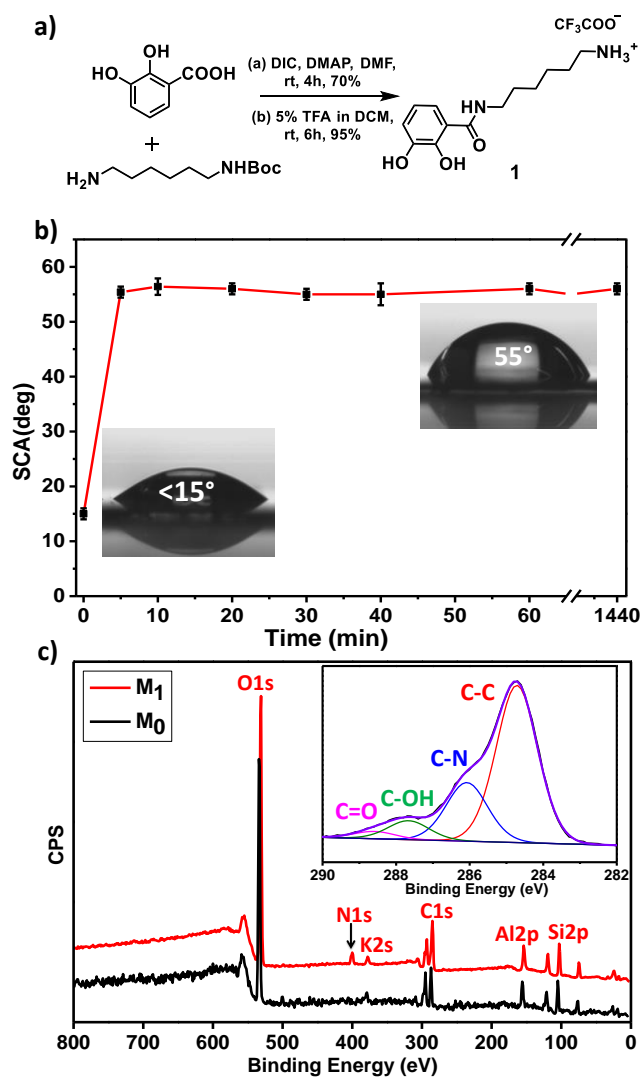 a)
CF₃COO⁻
HO
OH
COOH
(a) DIC, DMAP, DMF,
rt, 4h, 70%
(b) 5% TFA in DCM,
rt, 6h, 95%
+
H₂N
NHBoc
NH₃⁺
HN
O
HO
OH
1
b)
60
50
40
30
20
10
0
SCA(deg)
<15°
55°
0 10 20 30 40 50 60 1440
Time (min)
c)
M₁
M₀
O1s
N1s
K2s
C1s
Al2p
Si2p
CPS
C=O
C-OH
C-N
C-C
290 288 286 284 282
Binding Energy (eV)
800 600 400 300 200 100 0
Binding Energy (eV)